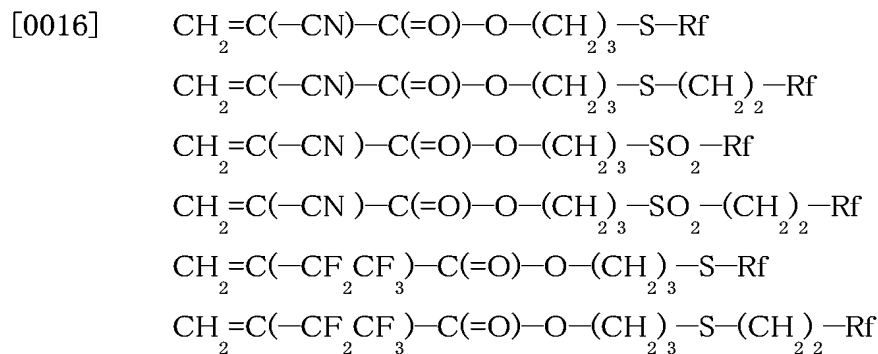 [0016] CH₂=C(—CN)—C(=O)—O—(CH₂)₃—S—Rf
CH₂=C(—CN)—C(=O)—O—(CH₂)₃—S—(CH₂)₂—Rf
CH₂=C(—CN)—C(=O)—O—(CH₂)₃—SO₂—Rf
CH₂=C(—CN)—C(=O)—O—(CH₂)₃—SO₂—(CH₂)₂—Rf
CH₂=C(—CF₂CF₃)—C(=O)—O—(CH₂)₃—S—Rf
CH₂=C(—CF₂CF₃)—C(=O)—O—(CH₂)₃—S—(CH₂)₂—Rf